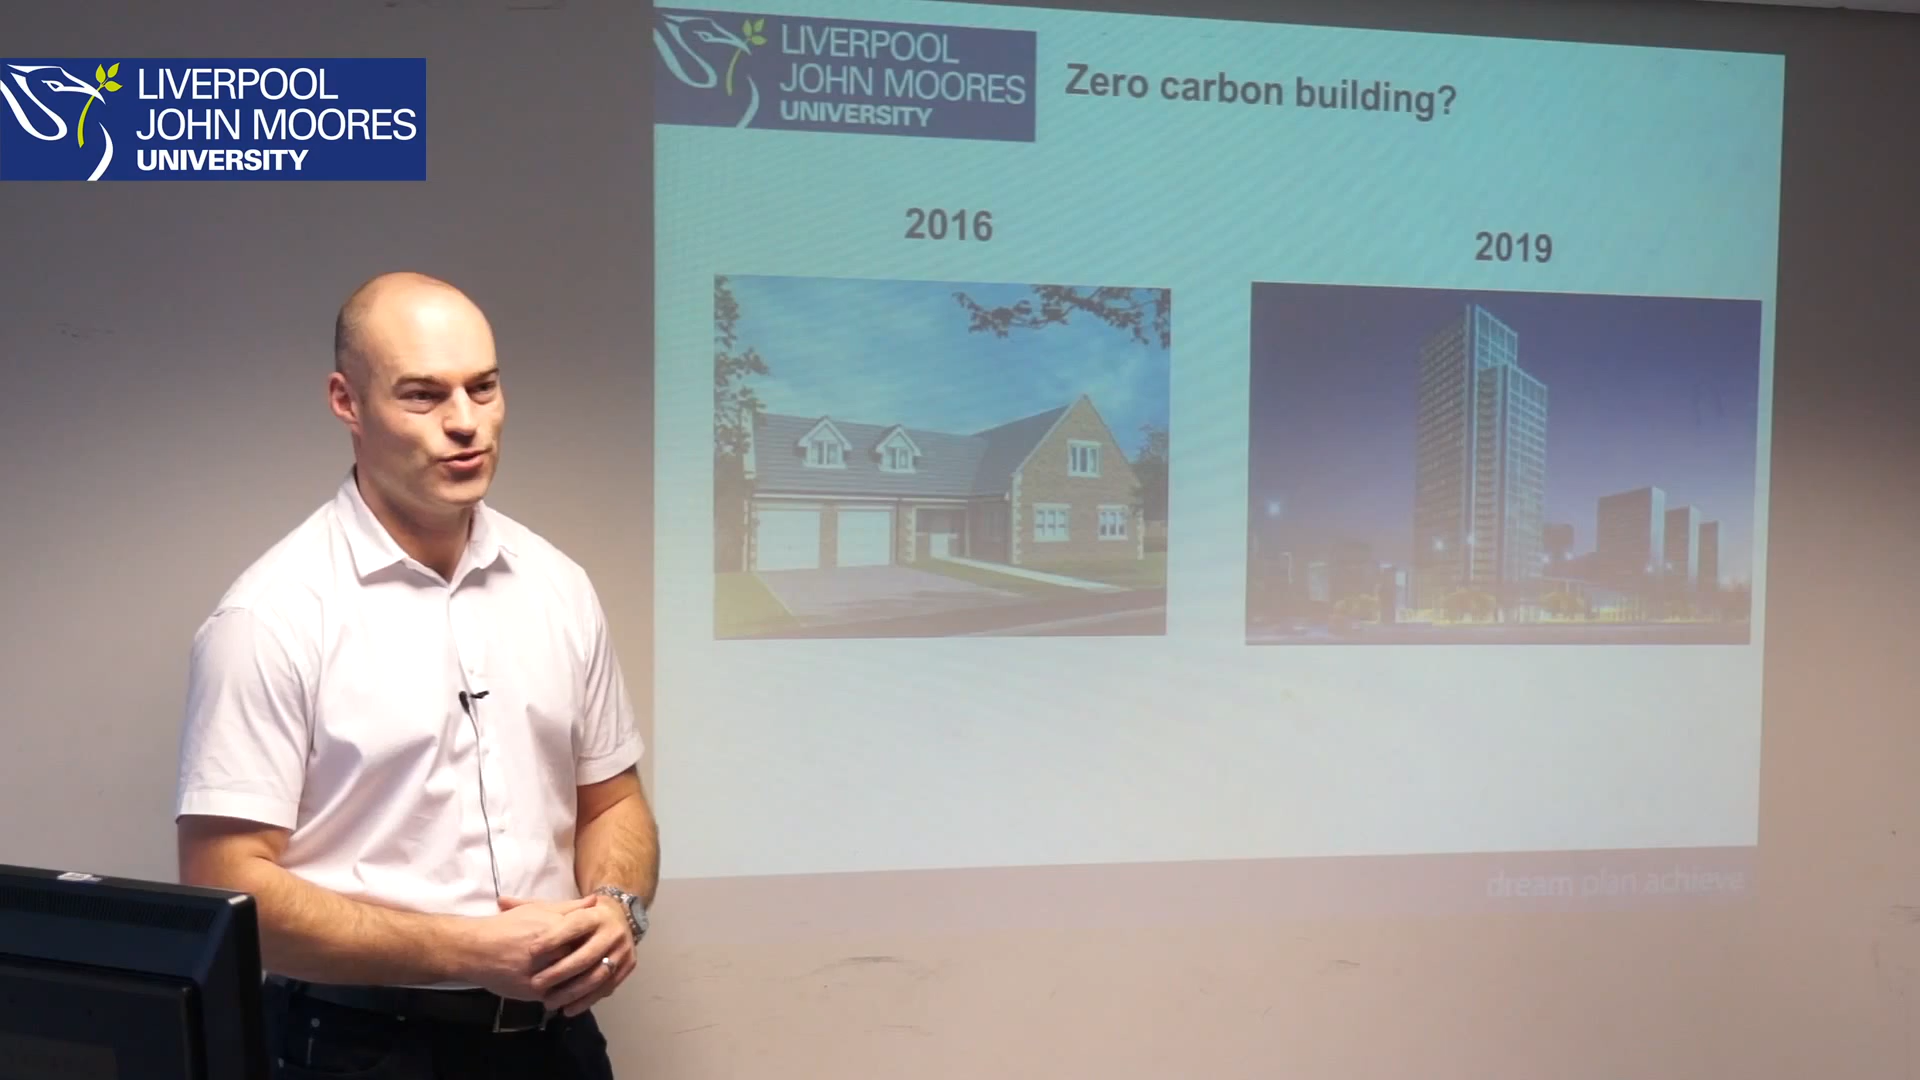 LIVERPOOL
JOHN MOORES
UNIVERSITY
LIVERPOOL
JOHN MOORES
UNIVERSITY
Zero carbon building?
2016
2019
dream plan achieve